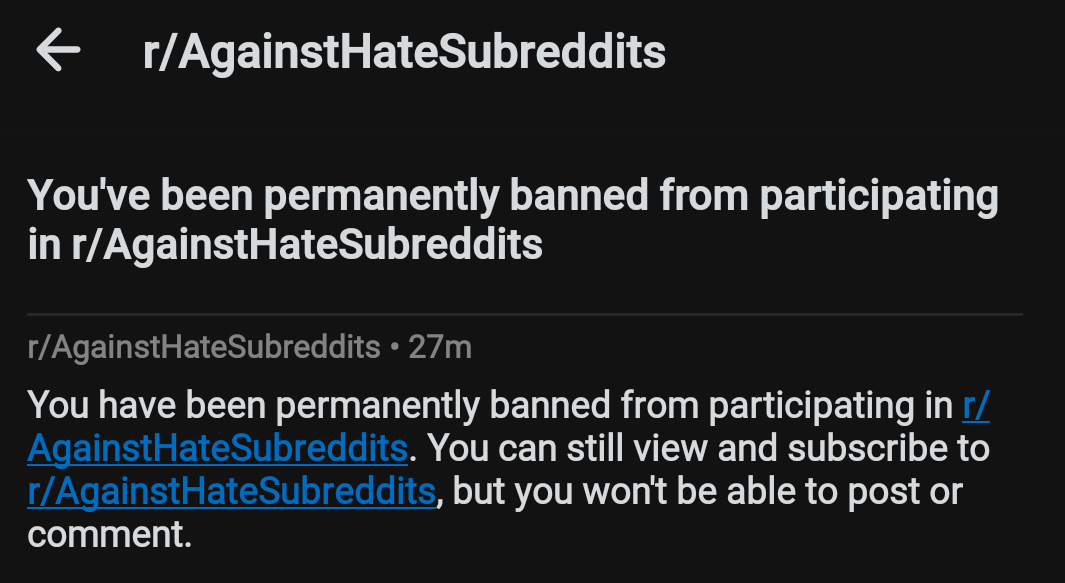 r/AgainstHateSubreddits
You've been permanently banned from participating
in r/AgainstHateSubreddits
r/AgainstHateSubreddits • 27m
You have been permanently banned from participating in r/
AgainstHateSubreddits. You can still view and subscribe to
r/AgainstHateSubreddits, but you won't be able to post or
comment.